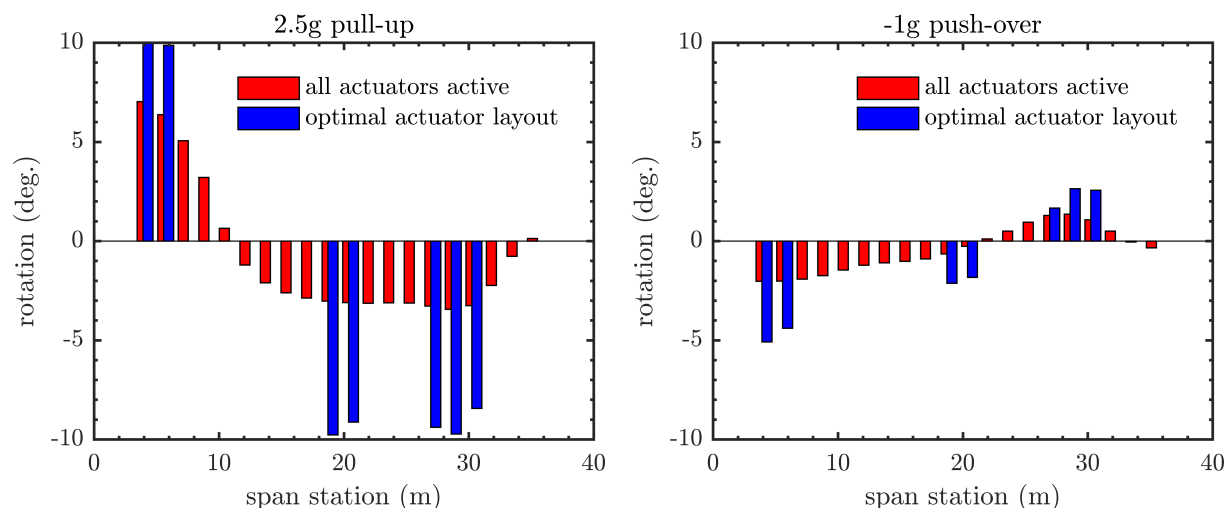 2.5g pull-up
10
5
0
-5
-10
rotation (deg.)
all actuators active
optimal actuator layout
0
10
20
30
40
span station (m)
-1g push-over
10
5
0
-5
-10
rotation (deg.)
all actuators active
optimal actuator layout
0
10
20
30
40
span station (m)